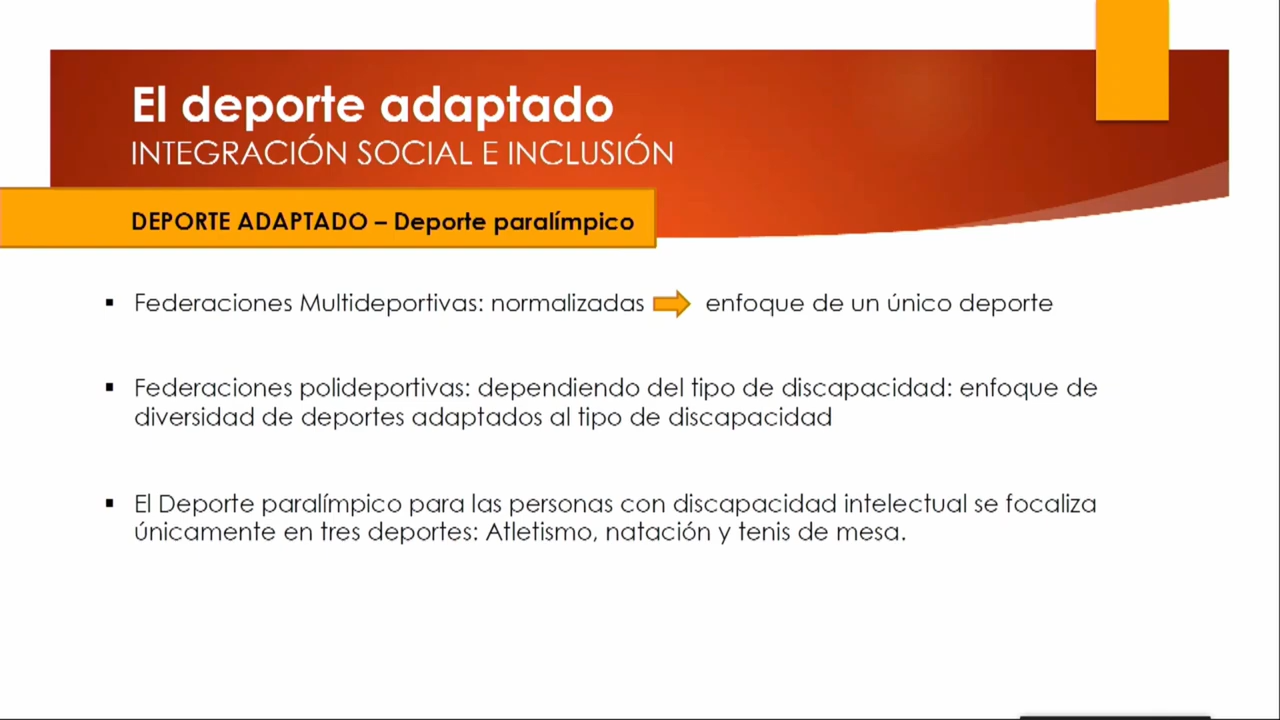 El deporte adaptado
INTEGRACIÓN SOCIAL E INCLUSIÓN
DEPORTE ADAPTADO – Deporte paralímpico
▪ Federaciones Multideportivas: normalizadas ➡ enfoque de un único deporte
▪ Federaciones polideportivas: dependiendo del tipo de discapacidad: enfoque de
diversidad de deportes adaptados al tipo de discapacidad
▪ El Deporte paralímpico para las personas con discapacidad intelectual se focaliza
únicamente en tres deportes: Atletismo, natación y tenis de mesa.